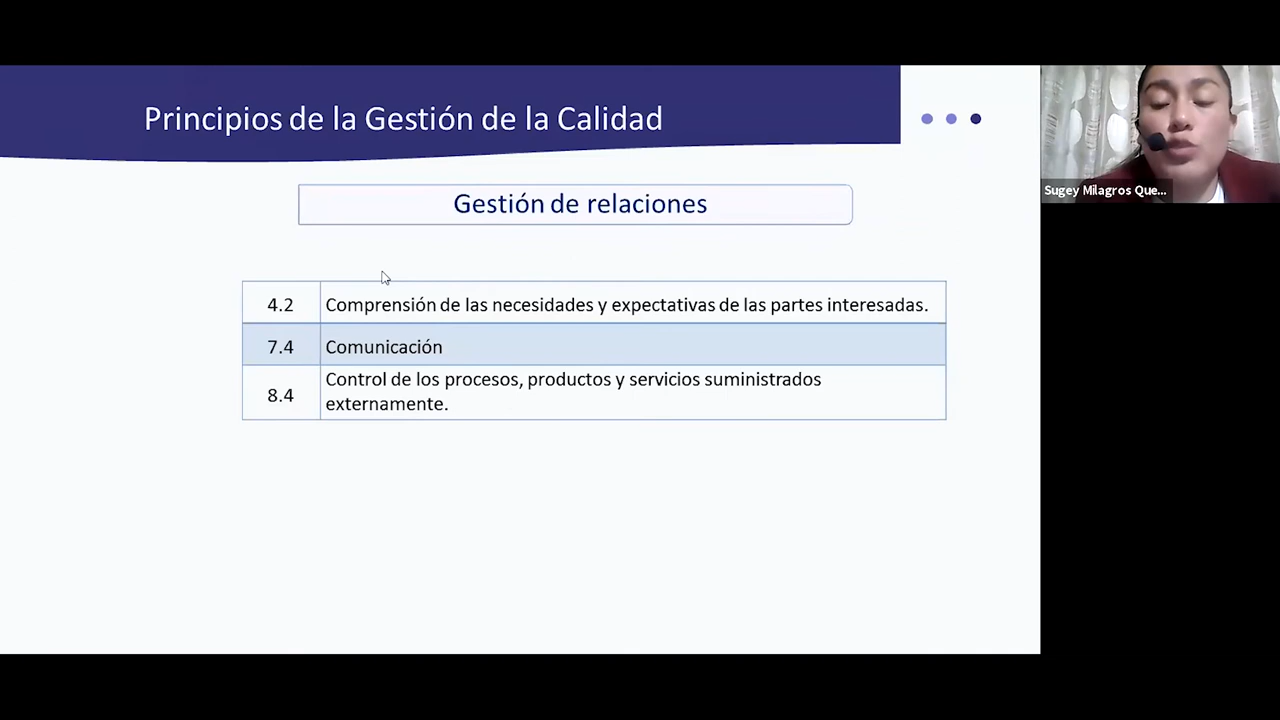 Principios de la Gestión de la Calidad
Sugey Milagros Que...
Gestión de relaciones
4.2 Comprensión de las necesidades y expectativas de las partes interesadas.
7.4 Comunicación
8.4 Control de los procesos, productos y servicios suministrados
externamente.